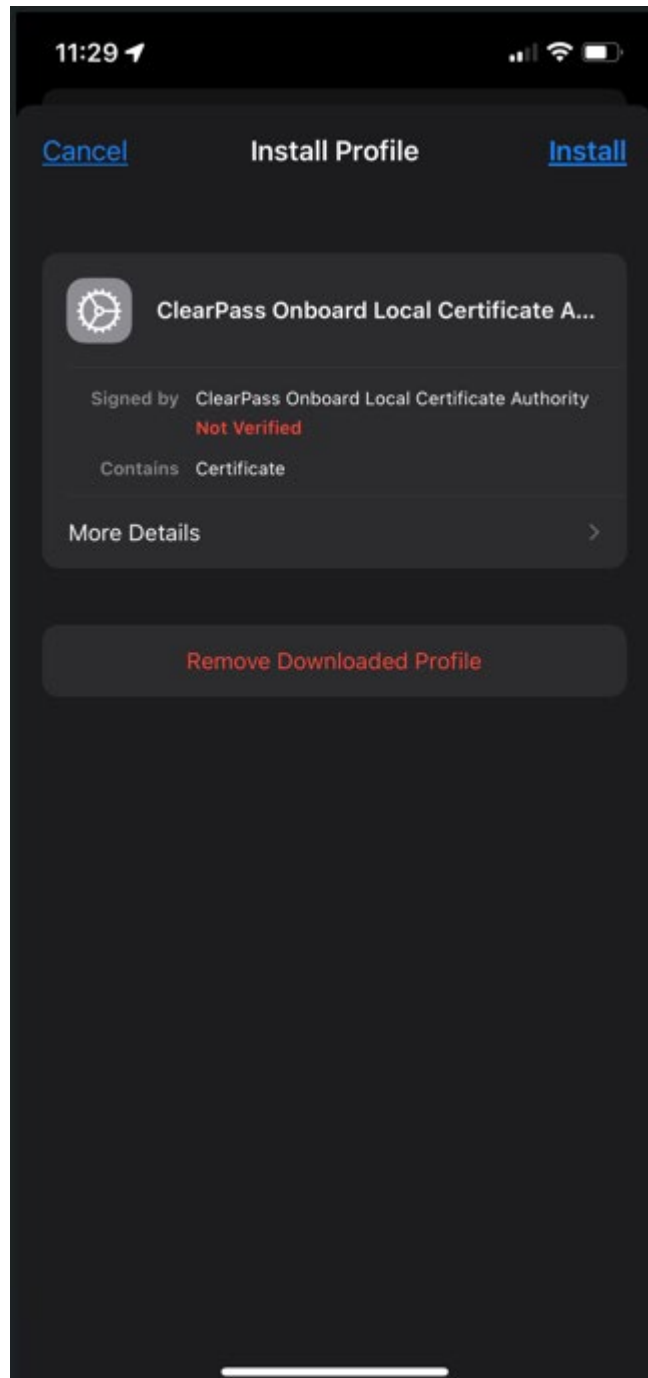 11:29
Cancel Install Profile Install
ClearPass Onboard Local Certificate A...
Signed by ClearPass Onboard Local Certificate Authority
Not Verified
Contains Certificate
More Details
Remove Downloaded Profile